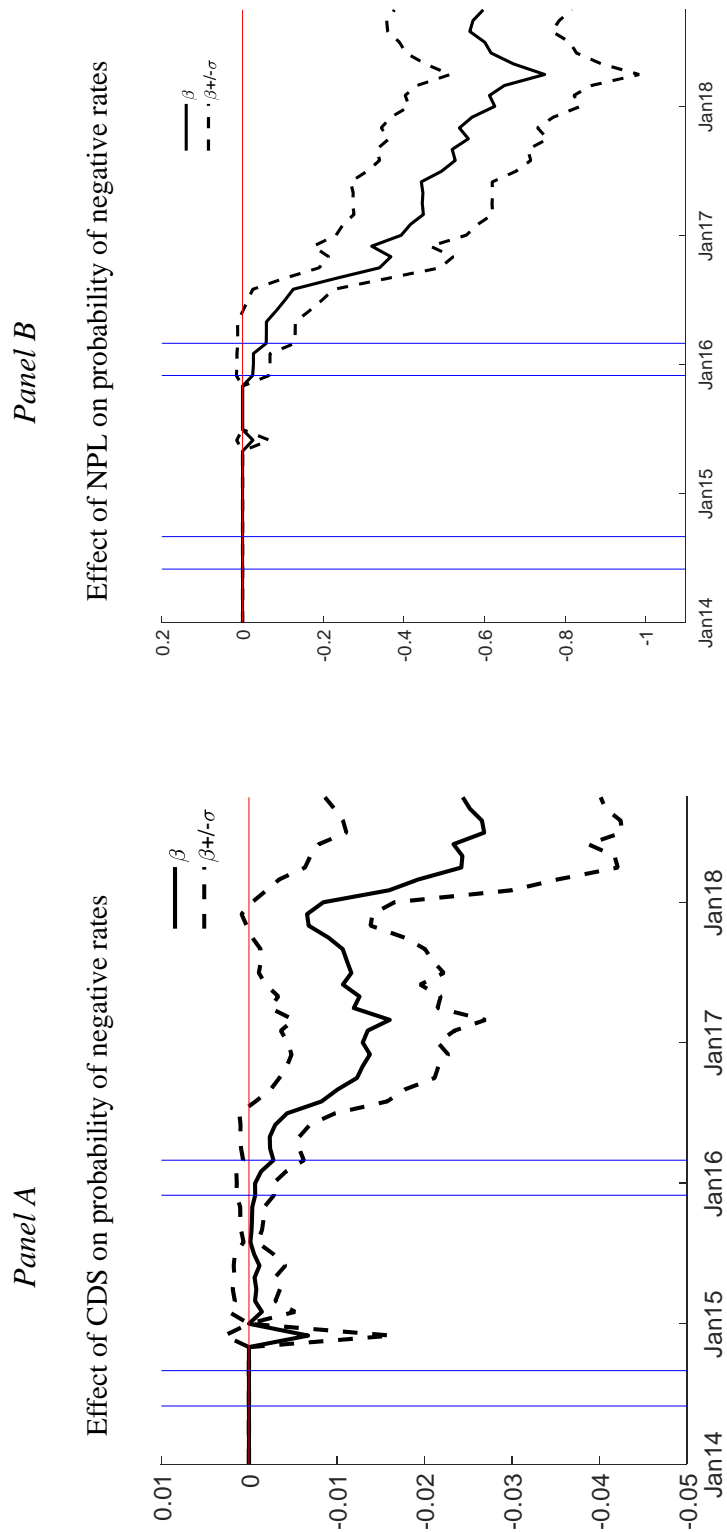 Panel A
Effect of CDS on probability of negative rates
β
β+/-σ
0.01
0
-0.01
-0.02
-0.03
-0.04
-0.05
Jan14
Jan15
Jan16
Jan17
Jan18
Panel B
Effect of NPL on probability of negative rates
β
β+/-σ
0.2
0
-0.2
-0.4
-0.6
-0.8
-1
Jan14
Jan15
Jan16
Jan17
Jan18